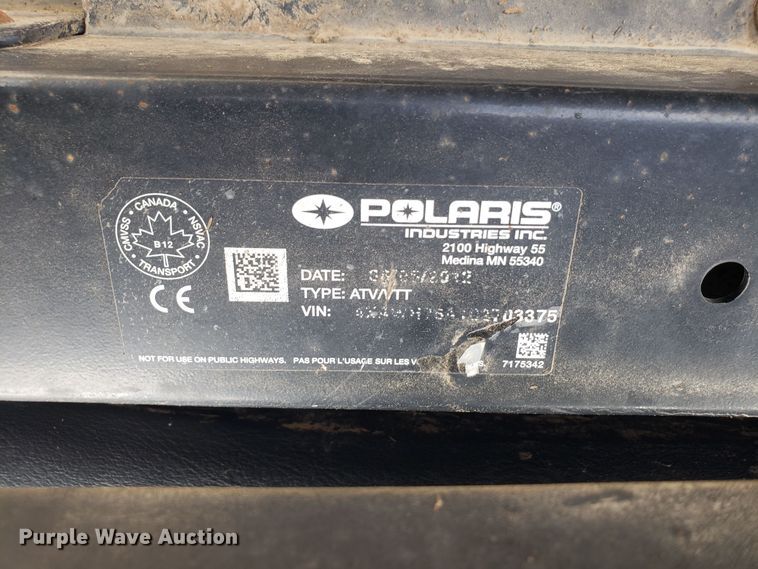 CMVSS • CANADA • NSVAC • TRANSPORT •
B12
CE
POLARIS®
INDUSTRIES INC.
2100 Highway 55
Medina MN 55340
DATE:
TYPE: ATV/VTT
VIN:
NOT FOR USE ON PUBLIC HIGHWAYS. PAS POUR L'USAGE SUR LES
7175342
Purple Wave Auction